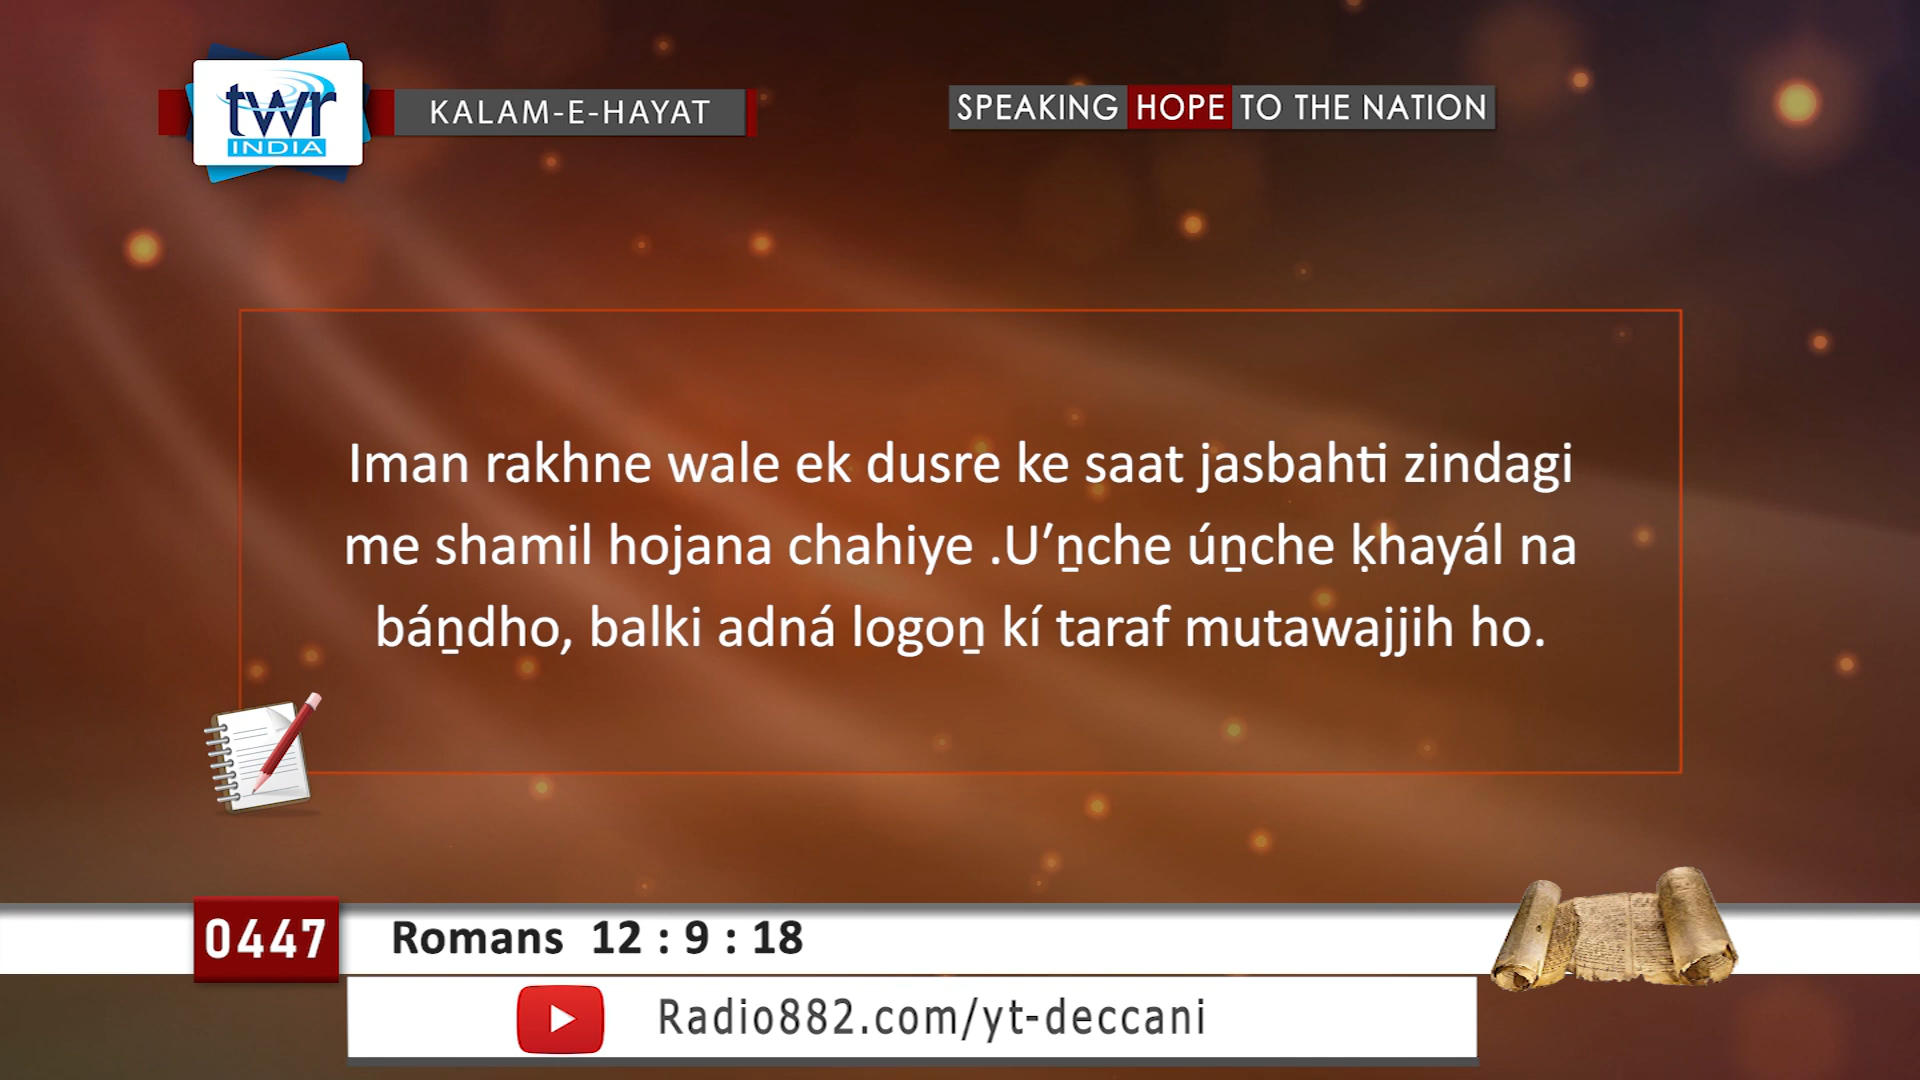 twr
INDIA
KALAM-E-HAYAT
SPEAKING HOPE TO THE NATION
Iman rakhne wale ek dusre ke saat jasbahti zindagi
me shamil hojana chahiye .U’ṉche úṉche ḳhayál na
báṉdho, balki adná logoṉ kí taraf mutawajjih ho.
0447
Romans 12 : 9 : 18
Radio882.com/yt-deccani